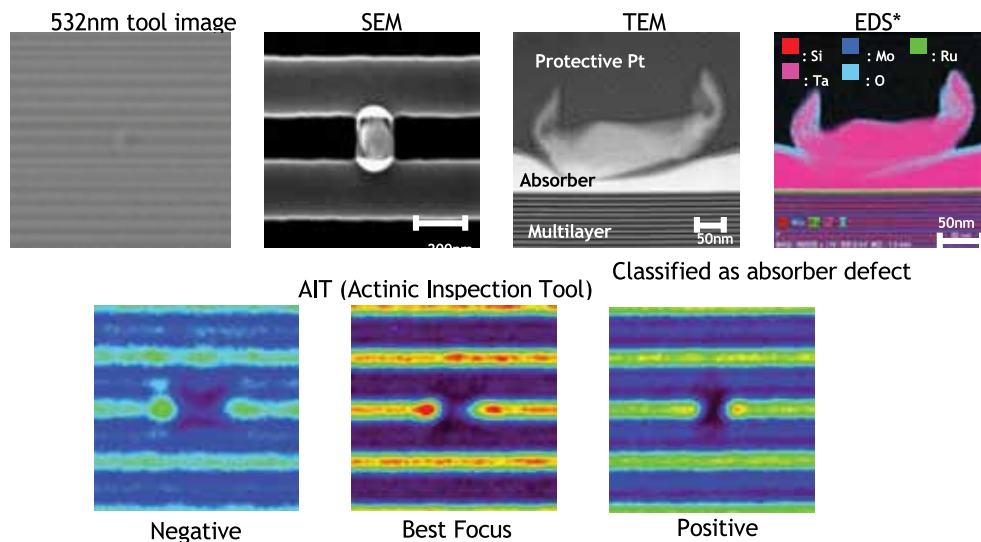 532nm tool image
SEM
TEM
EDS*
: Si
: Mo
: Ru
: Ta
: O
Protective Pt
Absorber
Multilayer
50nm
50nm
Classified as absorber defect
AIT (Actinic Inspection Tool)
Negative
Best Focus
Positive